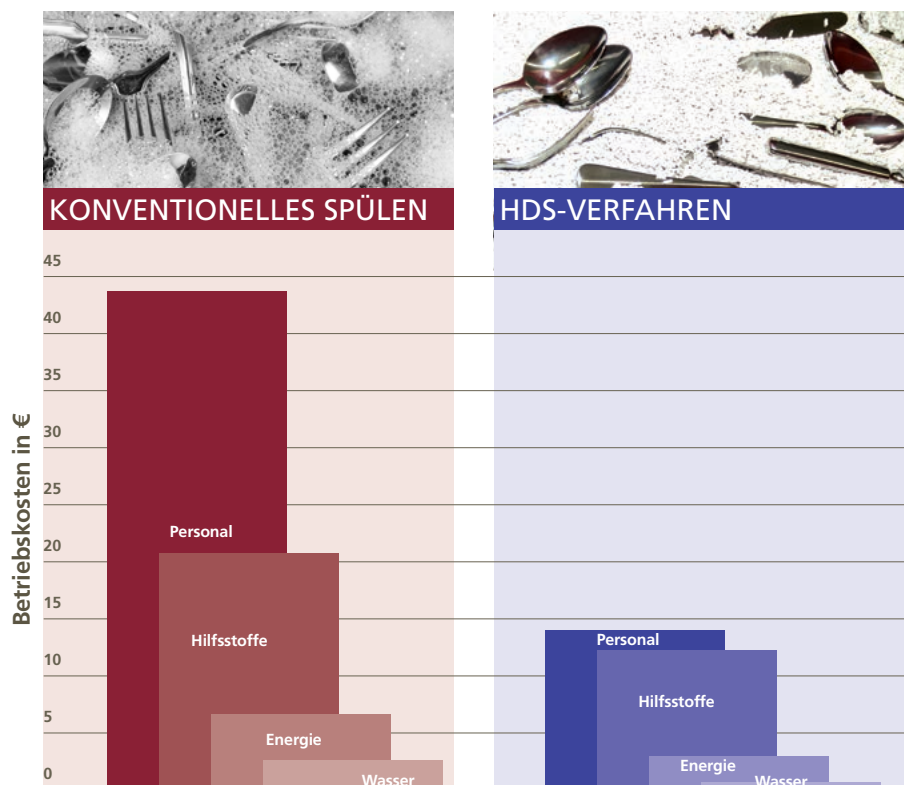 KONVENTIONELLES SPÜLEN
HDS-VERFAHREN
Betriebskosten in €
45
40
35
30
25
20
15
10
5
0
Personal
Hilfsstoffe
Energie
Wasser
Personal
Hilfsstoffe
Energie
Wasser